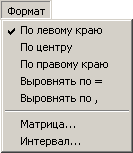 Формат
По левому краю
По центру
По правому краю
Выровнять по =
Выровнять по ,
Матрица...
Интервал...